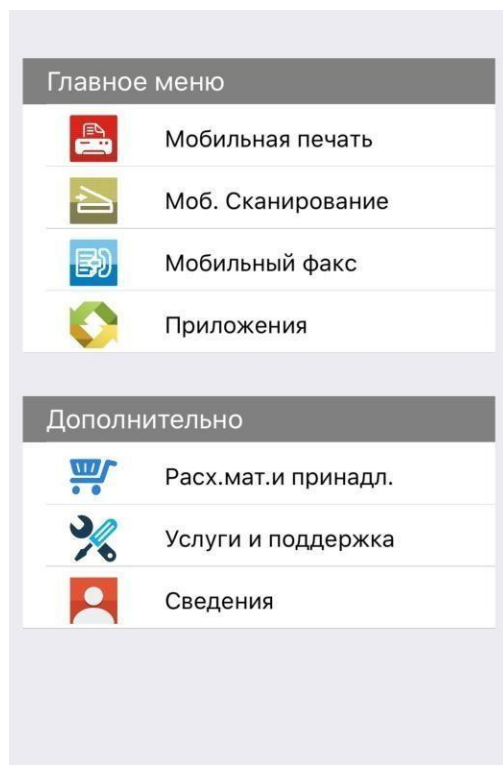 Главное меню
Мобильная печать
Моб. Сканирование
Мобильный факс
Приложения
Дополнительно
Расх.мат.и принадл.
Услуги и поддержка
Сведения